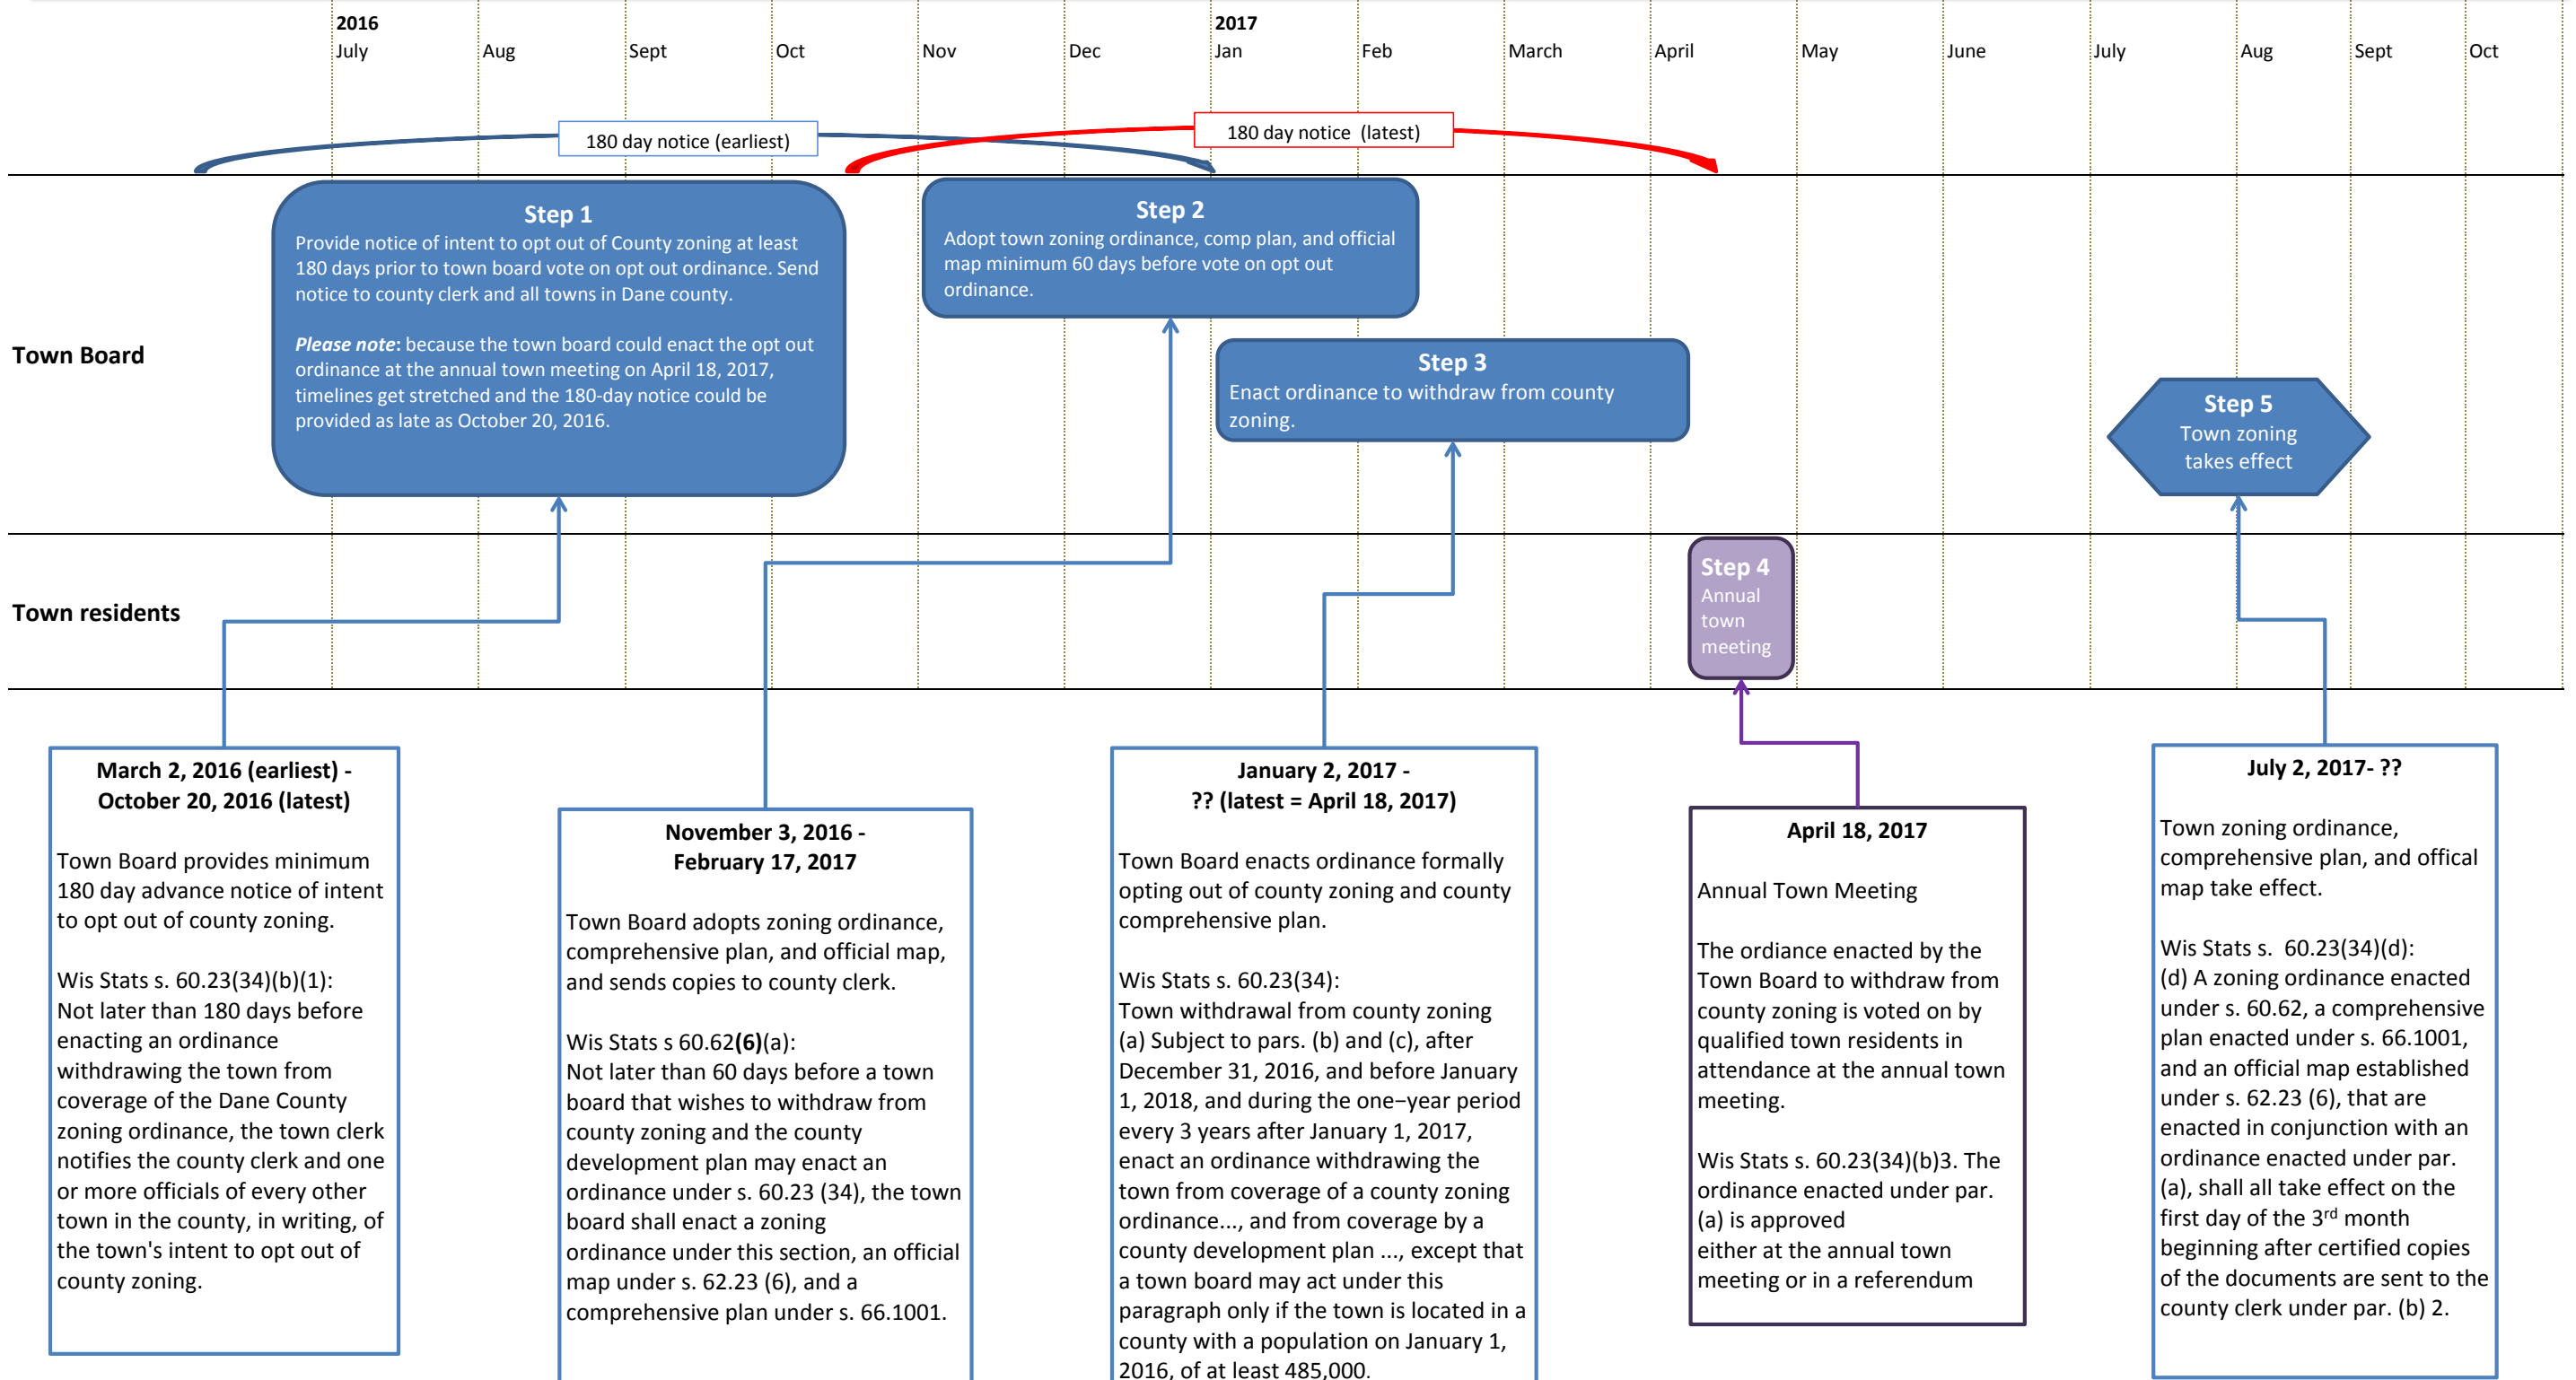 2016
2017
July
Aug
Sept
Oct
Nov
Dec
Jan
Feb
March
April
May
June
July
Aug
Sept
Oct
180 day notice (earliest)
180 day notice  (latest)
Town Board
Step 1
Provide notice of intent to opt out of County zoning at least
180 days prior to town board vote on opt out ordinance. Send
notice to county clerk and all towns in Dane county.
Please note: because the town board could enact the opt out
ordinance at the annual town meeting on April 18, 2017,
timelines get stretched and the 180-day notice could be
provided as late as October 20, 2016.
Step 2
Adopt town zoning ordinance, comp plan, and official
map minimum 60 days before vote on opt out
ordinance.
Step 3
Enact ordinance to withdraw from county
zoning.
Step 5
Town zoning
takes effect
Town residents
Step 4
Annual
town
meeting
March 2, 2016 (earliest) -
October 20, 2016 (latest)
Town Board provides minimum
180 day advance notice of intent
to opt out of county zoning.
Wis Stats s. 60.23(34)(b)(1):
Not later than 180 days before
enacting an ordinance
withdrawing the town from
coverage of the Dane County
zoning ordinance, the town clerk
notifies the county clerk and one
or more officials of every other
town in the county, in writing, of
the town's intent to opt out of
county zoning.
November 3, 2016 -
February 17, 2017
Town Board adopts zoning ordinance,
comprehensive plan, and official map,
and sends copies to county clerk.
Wis Stats s 60.62(6)(a):
Not later than 60 days before a town
board that wishes to withdraw from
county zoning and the county
development plan may enact an
ordinance under s. 60.23 (34), the town
board shall enact a zoning
ordinance under this section, an official
map under s. 62.23 (6), and a
comprehensive plan under s. 66.1001.
January 2, 2017 -
?? (latest = April 18, 2017)
Town Board enacts ordinance formally
opting out of county zoning and county
comprehensive plan.
Wis Stats s. 60.23(34):
Town withdrawal from county zoning
(a) Subject to pars. (b) and (c), after
December 31, 2016, and before January
1, 2018, and during the one−year period
every 3 years after January 1, 2017,
enact an ordinance withdrawing the
town from coverage of a county zoning
ordinance..., and from coverage by a
county development plan ..., except that
a town board may act under this
paragraph only if the town is located in a
county with a population on January 1,
2016, of at least 485,000.
April 18, 2017
Annual Town Meeting
The ordiance enacted by the
Town Board to withdraw from
county zoning is voted on by
qualified town residents in
attendance at the annual town
meeting.
Wis Stats s. 60.23(34)(b)3. The
ordinance enacted under par.
(a) is approved
either at the annual town
meeting or in a referendum
July 2, 2017- ??
Town zoning ordinance,
comprehensive plan, and offical
map take effect.
Wis Stats s.  60.23(34)(d):
(d) A zoning ordinance enacted
under s. 60.62, a comprehensive
plan enacted under s. 66.1001,
and an official map established
under s. 62.23 (6), that are
enacted in conjunction with an
ordinance enacted under par.
(a), shall all take effect on the
first day of the 3rd month
beginning after certified copies
of the documents are sent to the
county clerk under par. (b) 2.